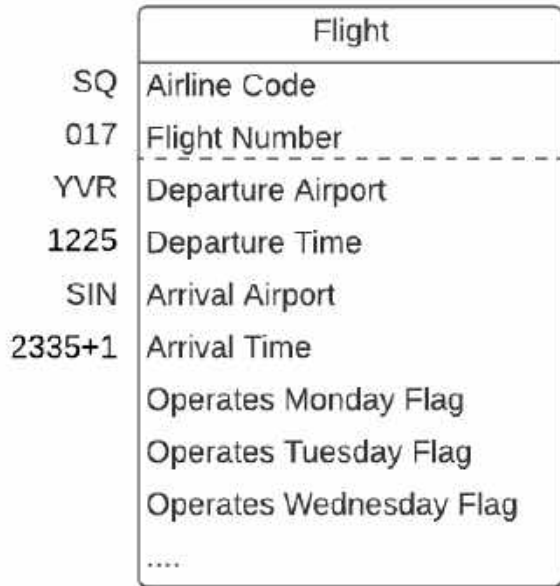 Flight
SQ Airline Code
017 Flight Number
YVR Departure Airport
1225 Departure Time
SIN Arrival Airport
2335+1 Arrival Time
Operates Monday Flag
Operates Tuesday Flag
Operates Wednesday Flag
....